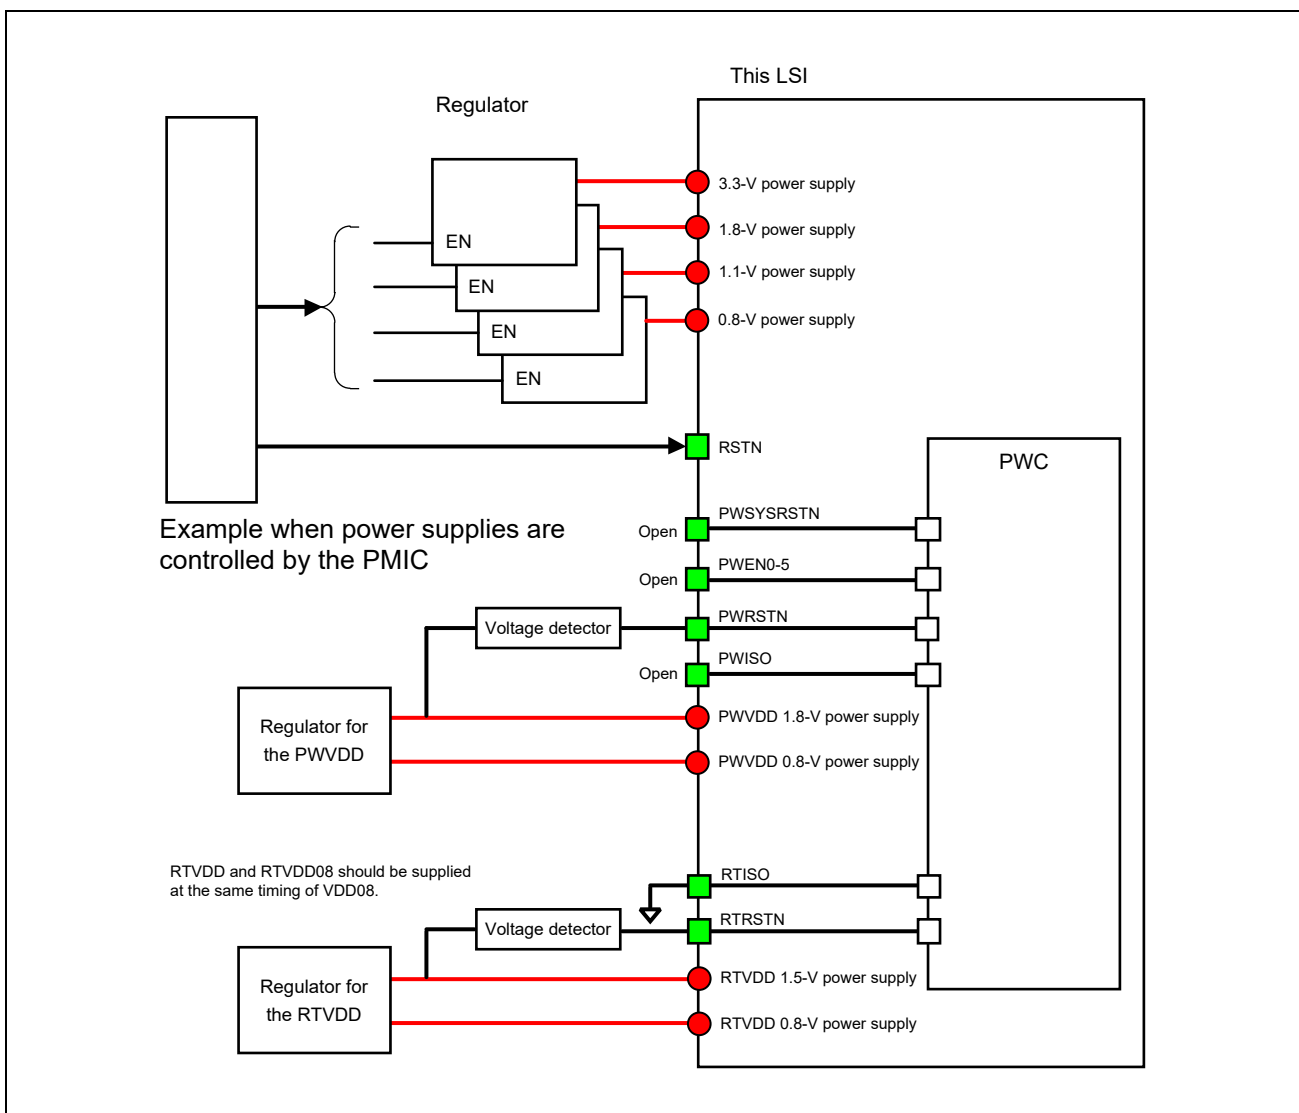 This LSI
Regulator
3.3-V power supply
1.8-V power supply
EN
1.1-V power supply
EN
0.8-V power supply
EN
EN
RSTN
PWC
Example when power supplies are
controlled by the PMIC
PWSYSRSTN
Open
PWEN0-5
Open
PWRSTN
Voltage detector
PWISO
Open
Regulator for
the PWVDD
PWVDD 1.8-V power supply
PWVDD 0.8-V power supply
RTVDD and RTVDD08 should be supplied
at the same timing of VDD08.
RTISO
RTRSTN
Voltage detector
Regulator for
the RTVDD
RTVDD 1.5-V power supply
RTVDD 0.8-V power supply